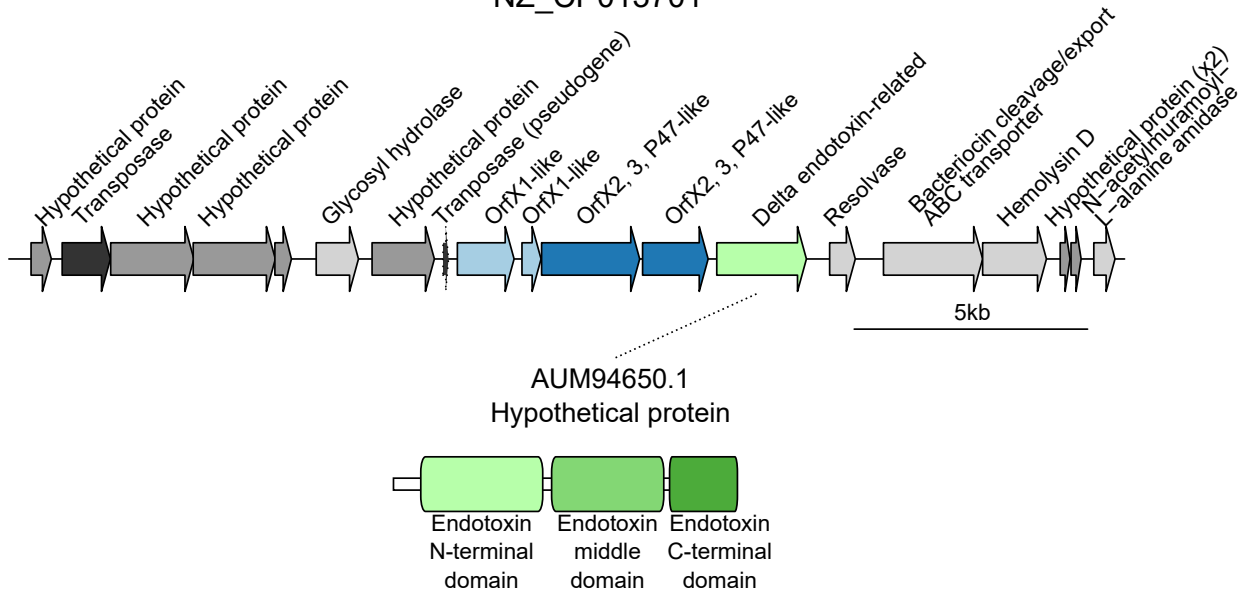 Hypothetical protein
Transposase
Hypothetical protein
Hypothetical protein
Glycosyl hydrolase
Hypothetical protein
Tranposase (pseudogene)
OrfX1-like
OrfX1-like
OrfX2, 3, P47-like
OrfX2, 3, P47-like
Delta endotoxin-related
Resolvase
Bacteriocin cleavage/export
ABC transporter
Hemolysin D
Hypothetical protein (x2)
N-acetylmuramoyl-
L-alanine amidase
5kb
AUM94650.1
Hypothetical protein
Endotoxin
N-terminal
domain
Endotoxin
middle
domain
Endotoxin
C-terminal
domain